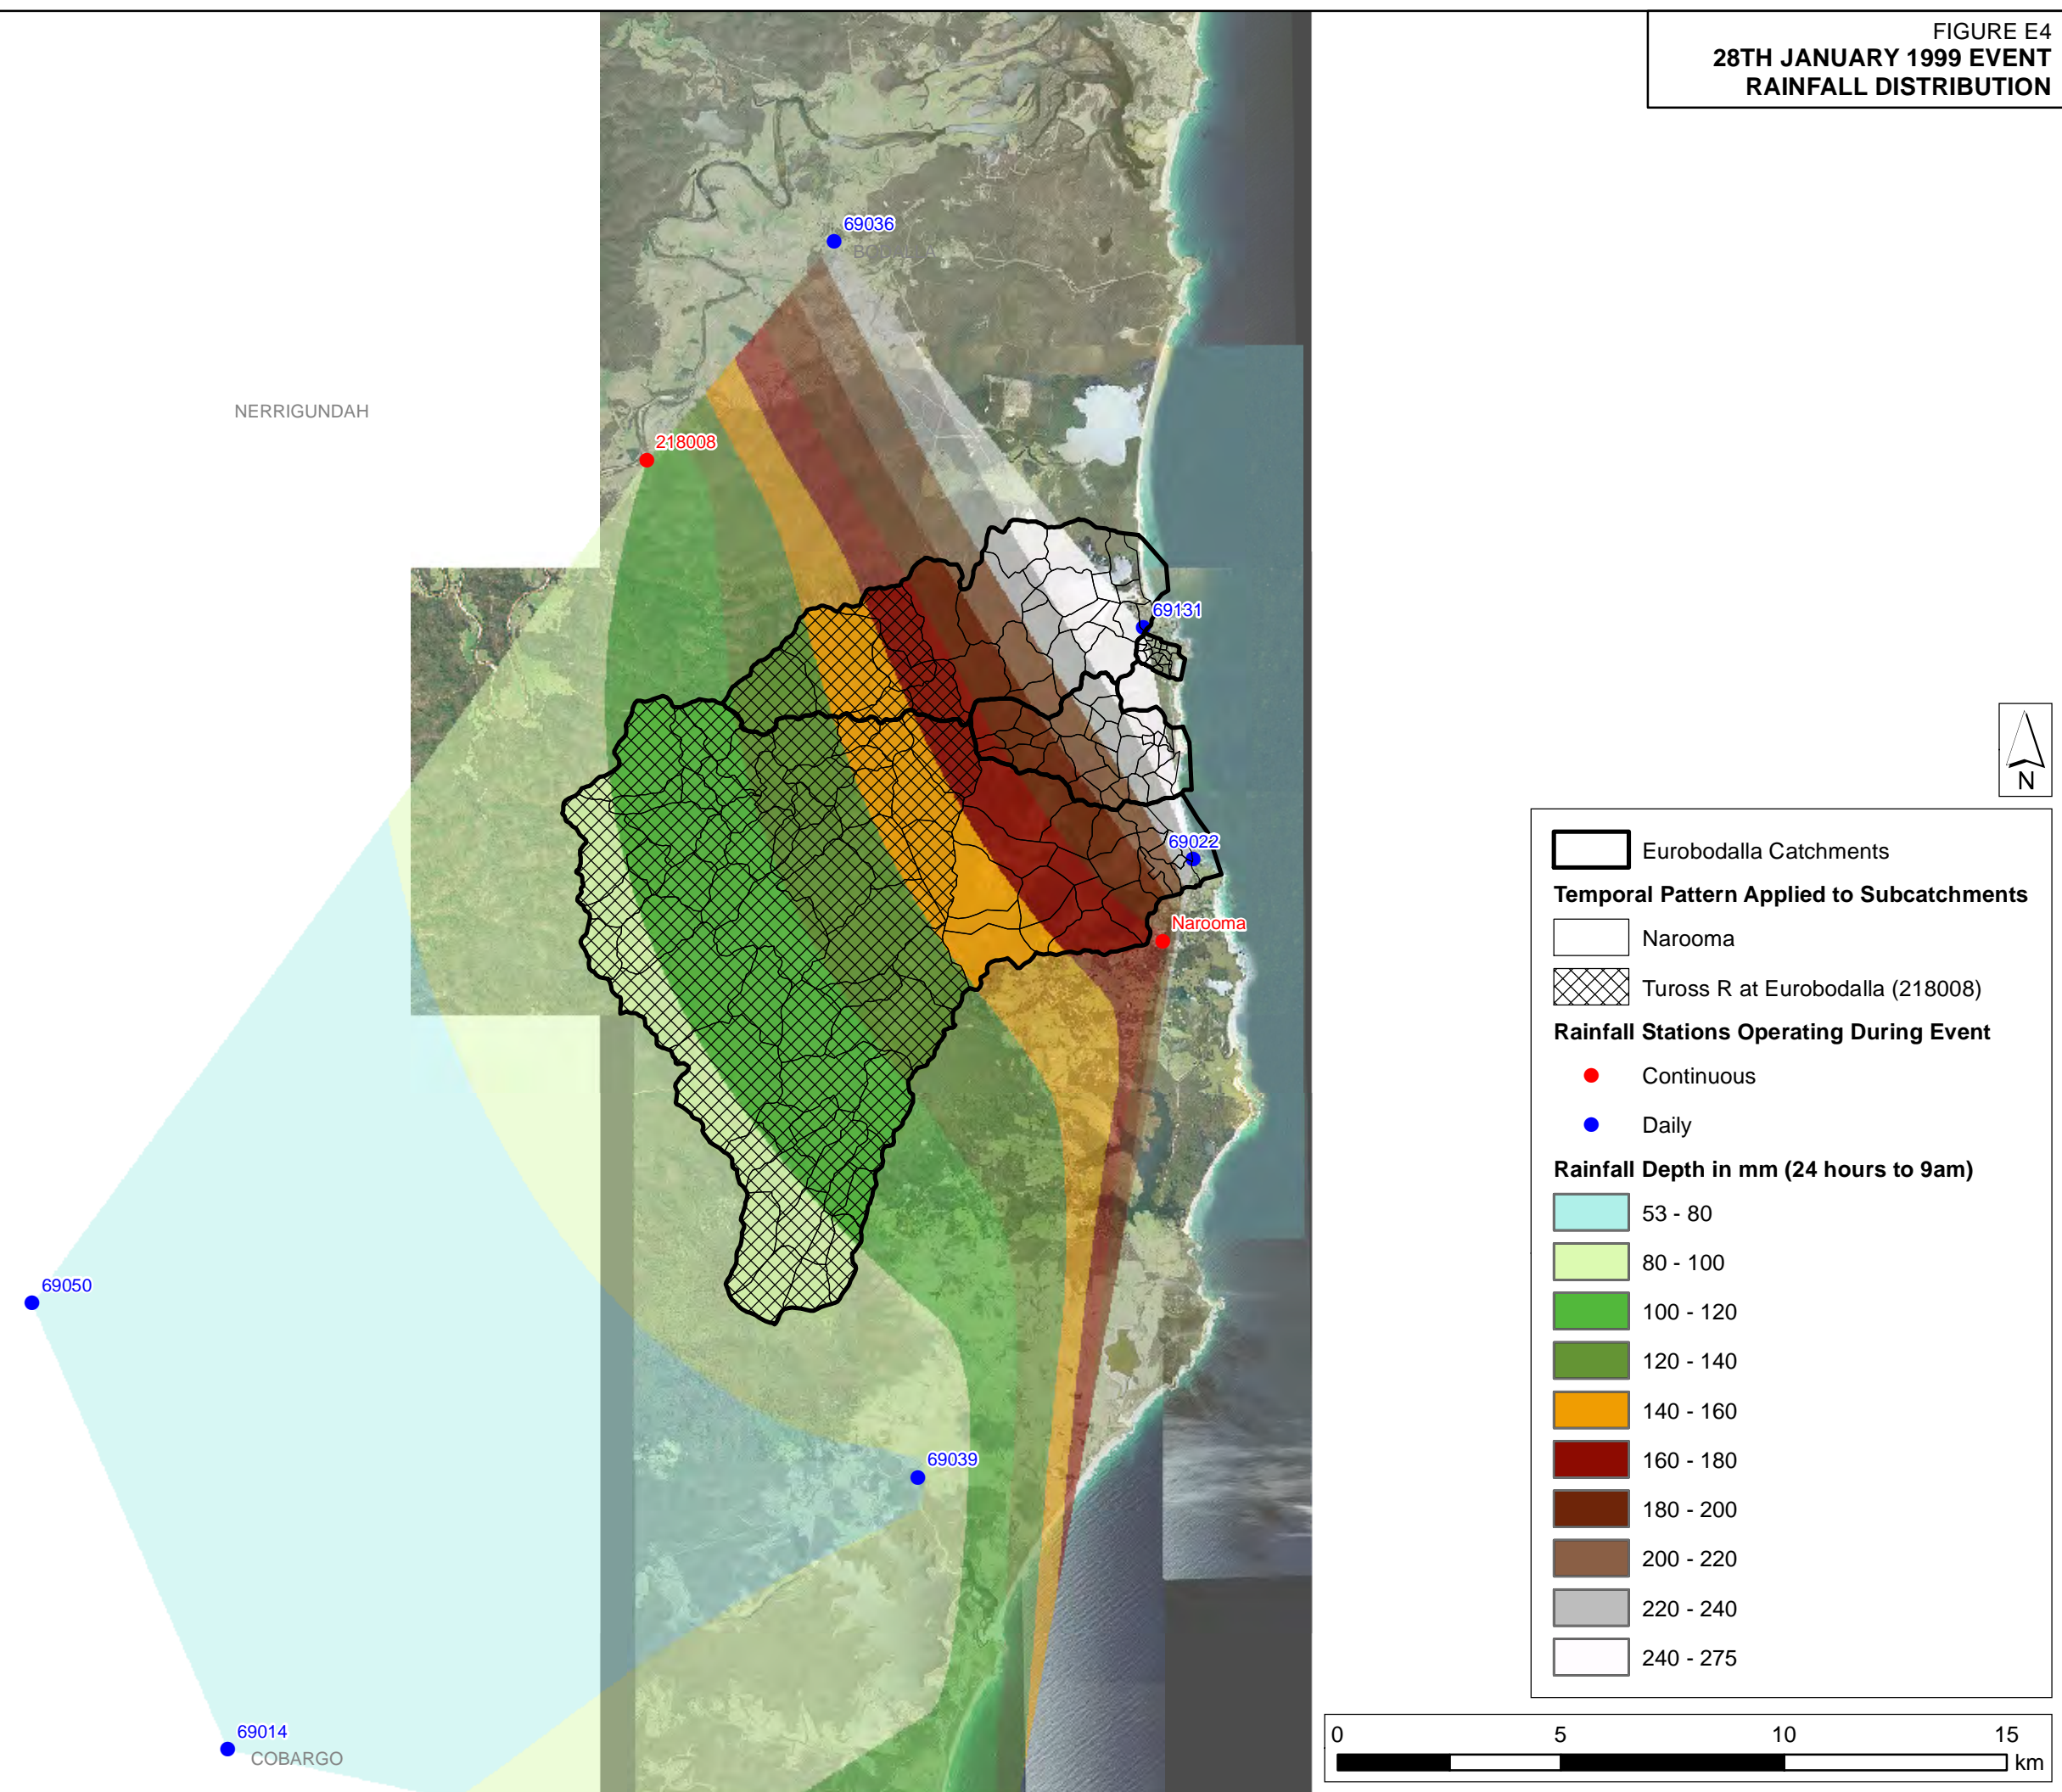 FIGURE E4
28TH JANUARY 1999 EVENT
RAINFALL DISTRIBUTION
69036
NERRIGUNDAH
218008
69131
69022
Narooma
69050
69039
69014
COBARGO
N
Eurobodalla Catchments
Temporal Pattern Applied to Subcatchments
Narooma
Tuross R at Eurobodalla (218008)
Rainfall Stations Operating During Event
Continuous
Daily
Rainfall Depth in mm (24 hours to 9am)
53 - 80
80 - 100
100 - 120
120 - 140
140 - 160
160 - 180
180 - 200
200 - 220
220 - 240
240 - 275
0 5 10 15
km